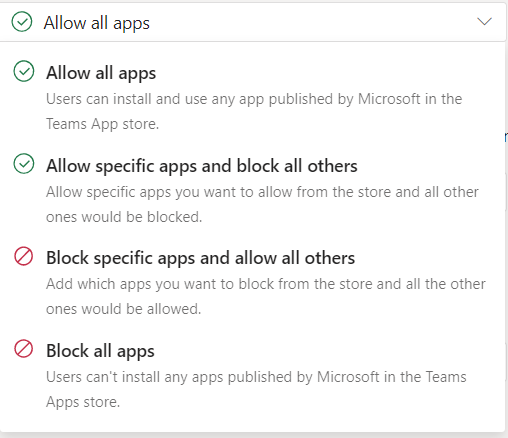 Allow all apps
Allow all apps
Users can install and use any app published by Microsoft in the
Teams App store.
Allow specific apps and block all others
Allow specific apps you want to allow from the store and all other
ones would be blocked.
Block specific apps and allow all others
Add which apps you want to block from the store and all the other
ones would be allowed.
Block all apps
Users can't install any apps published by Microsoft in the Teams
Apps store.